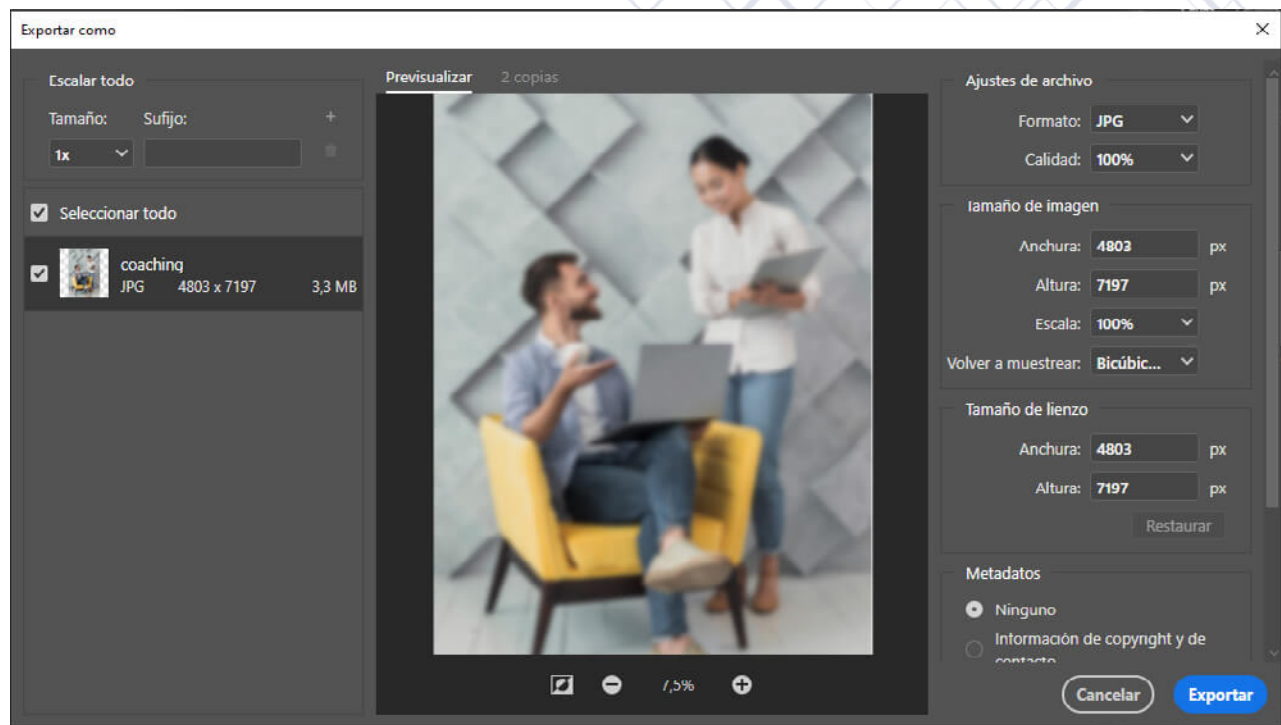 Exportar como
Escalar todo
Tamaño: Sufijo:
1x
Seleccionar todo
coaching
JPG 4803 x 7197 3,3 MB
Previsualizar 2 copias
7,5%
Ajustes de archivo
Formato: JPG
Calidad: 100%
Tamaño de imagen
Anchura: 4803 px
Altura: 7197 px
Escala: 100%
Volver a muestrear: Bicúbic...
Tamaño de lienzo
Anchura: 4803 px
Altura: 7197 px
Restaurar
Metadatos
Ninguno
Información de copyright y de
contacto
Cancelar Exportar